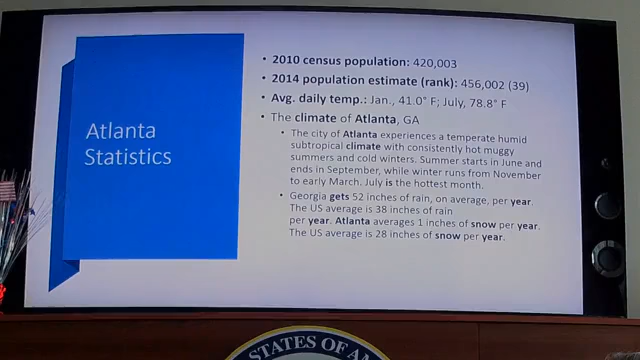 Atlanta
Statistics
• 2010 census population: 420,003
• 2014 population estimate (rank): 456,002 (39)
• Avg. daily temp.: Jan., 41.0° F; July, 78.8° F
• The climate of Atlanta, GA
• The city of Atlanta experiences a temperate humid
subtropical climate with consistently hot muggy
summers and cold winters. Summer starts in June and
ends in September, while winter runs from November
to early March. July is the hottest month.
• Georgia gets 52 inches of rain, on average, per year.
The US average is 38 inches of rain
per year. Atlanta averages 1 inches of snow per year.
The US average is 28 inches of snow per year.
STATES OF AM